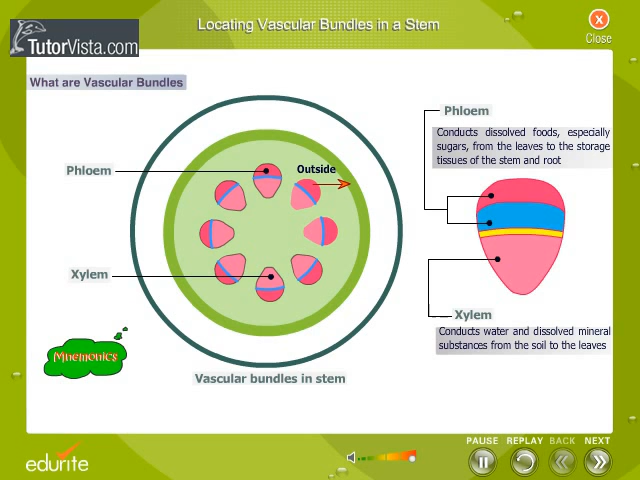 Locating Vascular Bundles in a Stem
Close
TutorVista.com
What are Vascular Bundles
Phloem
Conducts dissolved foods, especially
sugars, from the leaves to the storage
tissues of the stem and root
Phloem
Outside
Xylem
Xylem
Conducts water and dissolved mineral
substances from the soil to the leaves
Mnemonics
Vascular bundles in stem
PAUSE REPLAY BACK NEXT
edurite